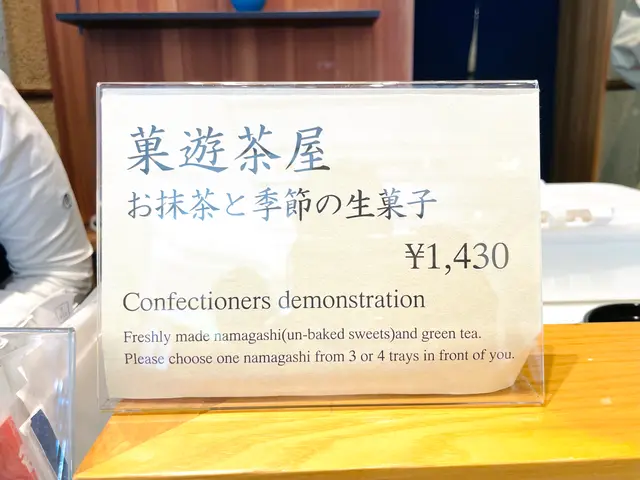 菓遊茶屋
お抹茶と季節の生菓子
¥1,430
Confectioners demonstration
Freshly made namagashi(un-baked sweets)and green tea.
Please choose one namagashi from 3 or 4 trays in front of you.